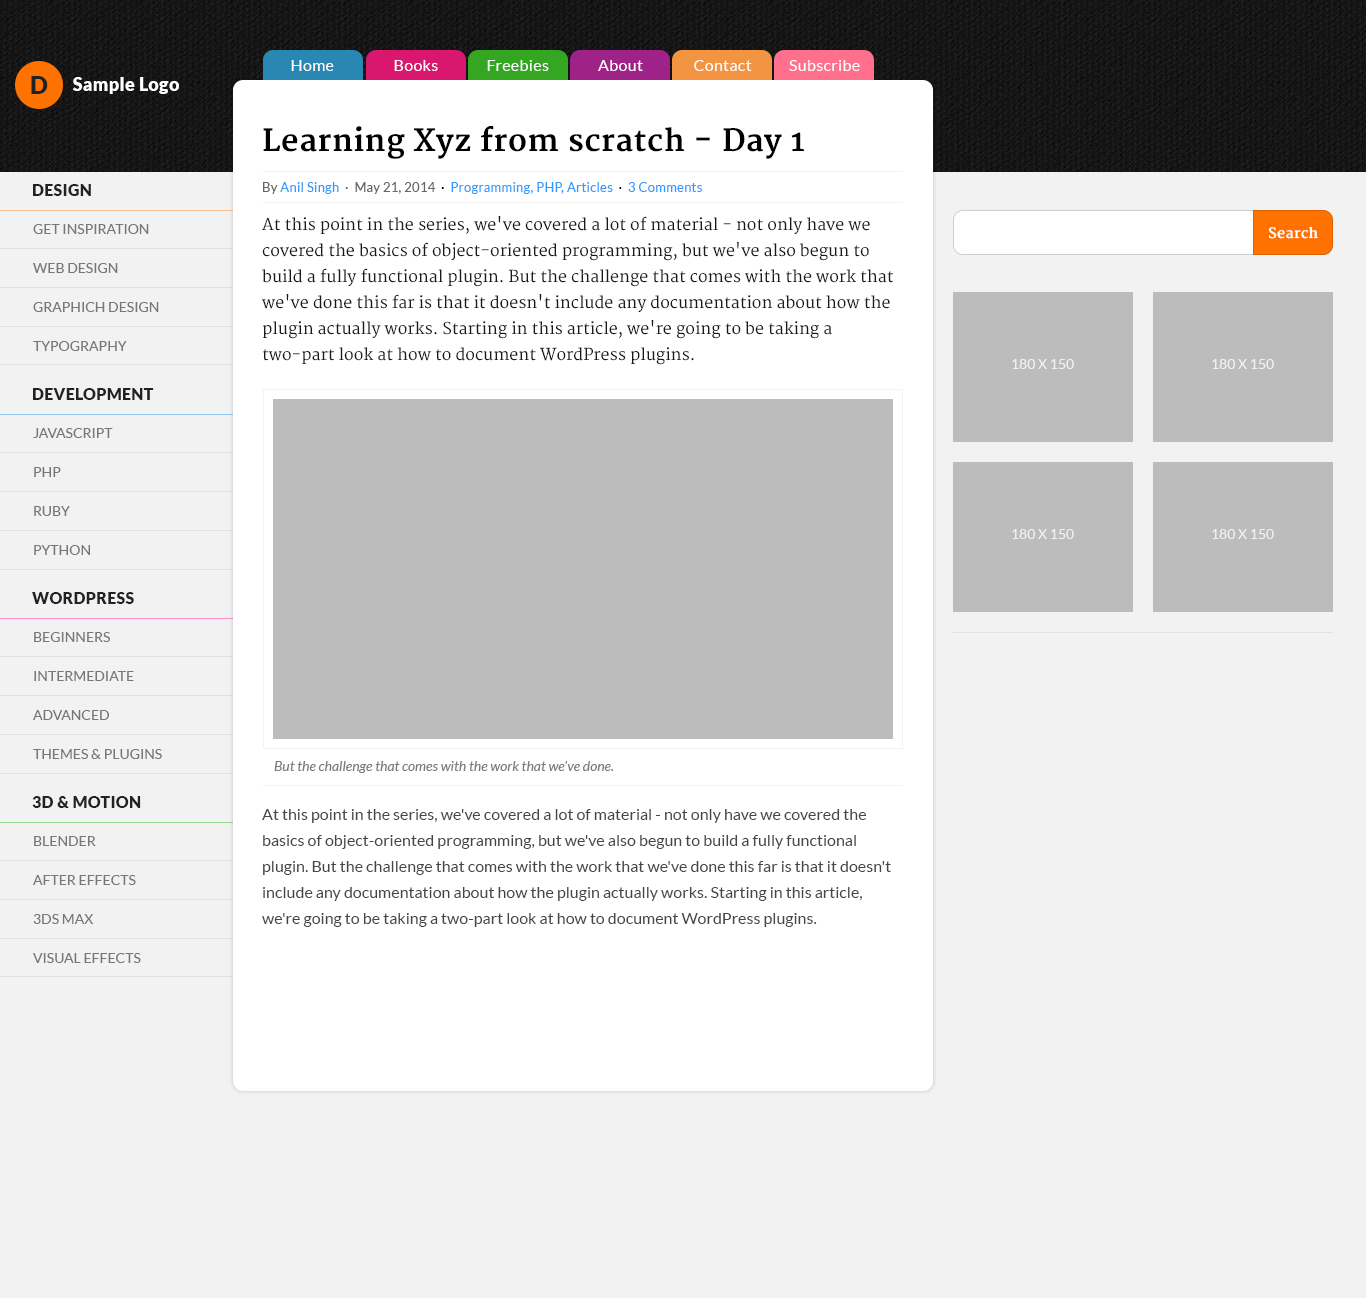 D
Sample Logo
Home
Books
Freebies
About
Contact
Subscribe
DESIGN
GET INSPIRATION
WEB DESIGN
GRAPHICH DESIGN
TYPOGRAPHY
DEVELOPMENT
JAVASCRIPT
PHP
RUBY
PYTHON
WORDPRESS
BEGINNERS
INTERMEDIATE
ADVANCED
THEMES & PLUGINS
3D & MOTION
BLENDER
AFTER EFFECTS
3DS MAX
VISUAL EFFECTS
Learning Xyz from scratch - Day 1
By Anil Singh · May 21, 2014 · Programming, PHP, Articles · 3 Comments
At this point in the series, we've covered a lot of material - not only have we
covered the basics of object-oriented programming, but we've also begun to
build a fully functional plugin. But the challenge that comes with the work that
we've done this far is that it doesn't include any documentation about how the
plugin actually works. Starting in this article, we're going to be taking a
two-part look at how to document WordPress plugins.
But the challenge that comes with the work that we've done.
At this point in the series, we've covered a lot of material - not only have we covered the
basics of object-oriented programming, but we've also begun to build a fully functional
plugin. But the challenge that comes with the work that we've done this far is that it doesn't
include any documentation about how the plugin actually works. Starting in this article,
we're going to be taking a two-part look at how to document WordPress plugins.
Search
180 X 150
180 X 150
180 X 150
180 X 150